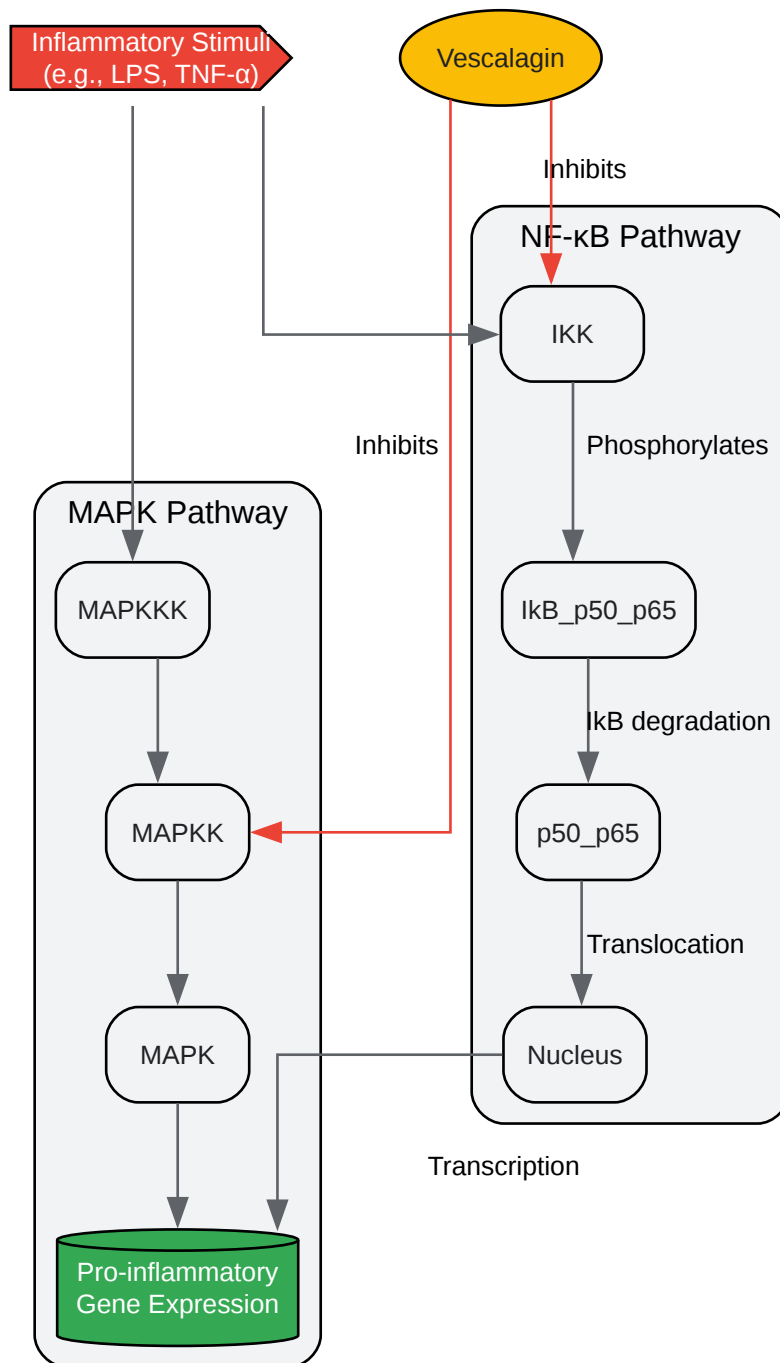 Inflammatory Stimuli
(e.g., LPS, TNF-α)
Vescalagin
Inhibits
NF-κB Pathway
IKK
Inhibits
Phosphorylates
MAPK Pathway
MAPKKK
IkB_p50_p65
IkB degradation
MAPKK
p50_p65
Translocation
MAPK
Nucleus
Transcription
Pro-inflammatory
Gene Expression